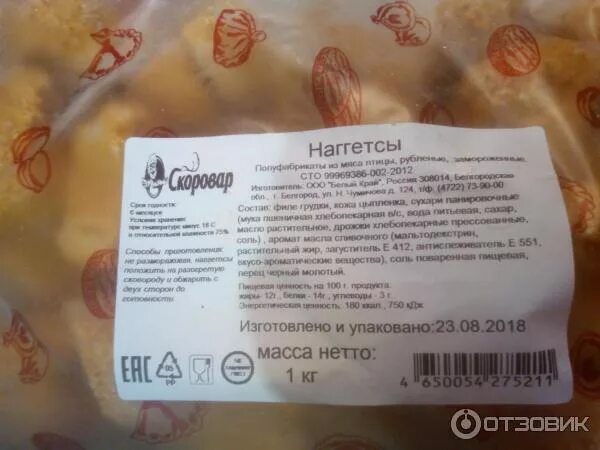 Скоровар
Срок годности:
6 месяцев
Условия хранения:
при температуре минус 18 С
и относительной влажности 75%
Способы приготовления:
не размораживая, наггетсы
положить на разогретую
сковороду и обжарить с
двух сторон до
готовности.
Наггетсы
Полуфабрикаты из мяса птицы, рубленые, замороженные.
СТО 99969386-002-2012
Изготовитель: ООО "Белый Край", Россия 308014, Белгородская
обл., г. Белгород, ул. Н. Чумичова д. 124, т/ф. (4722) 73-90-00
Состав: филе грудки, кожа цыпленка, сухари панировочные
(мука пшеничная хлебопекарная в/с, вода питьевая, сахар,
масло растительное, дрожжи хлебопекарные прессованные,
соль) , аромат масла сливочного (мальтодекстрин,
растительный жир, загуститель Е 412, антислеживатель Е 551,
вкусо-ароматические вещества), соль поваренная пищевая,
перец черный молотый.
Пищевая ценность на 100 г. продукта:
жиры- 12г., белки - 14г., углеводы - 3 г.
Энергетическая ценность: 180 ккал., 750 кДж.
Изготовлено и упаковано:23.08.2018
масса нетто:
1 кг
ЕАС
05
PP
4 650054 275211
ОТЗОВИК